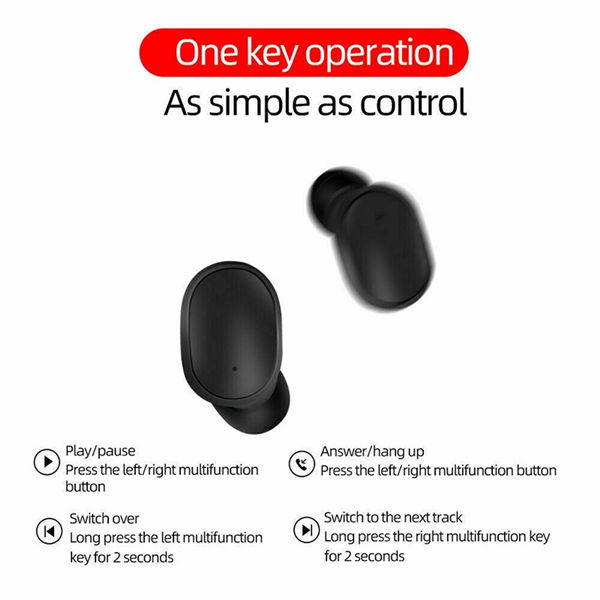 One key operation
As simple as control
Play/pause
Press the left/right multifunction
button
Answer/hang up
Press the left/right multifunction button
Switch over
Long press the left multifunction
key for 2 seconds
Switch to the next track
Long press the right multifunction key
for 2 seconds